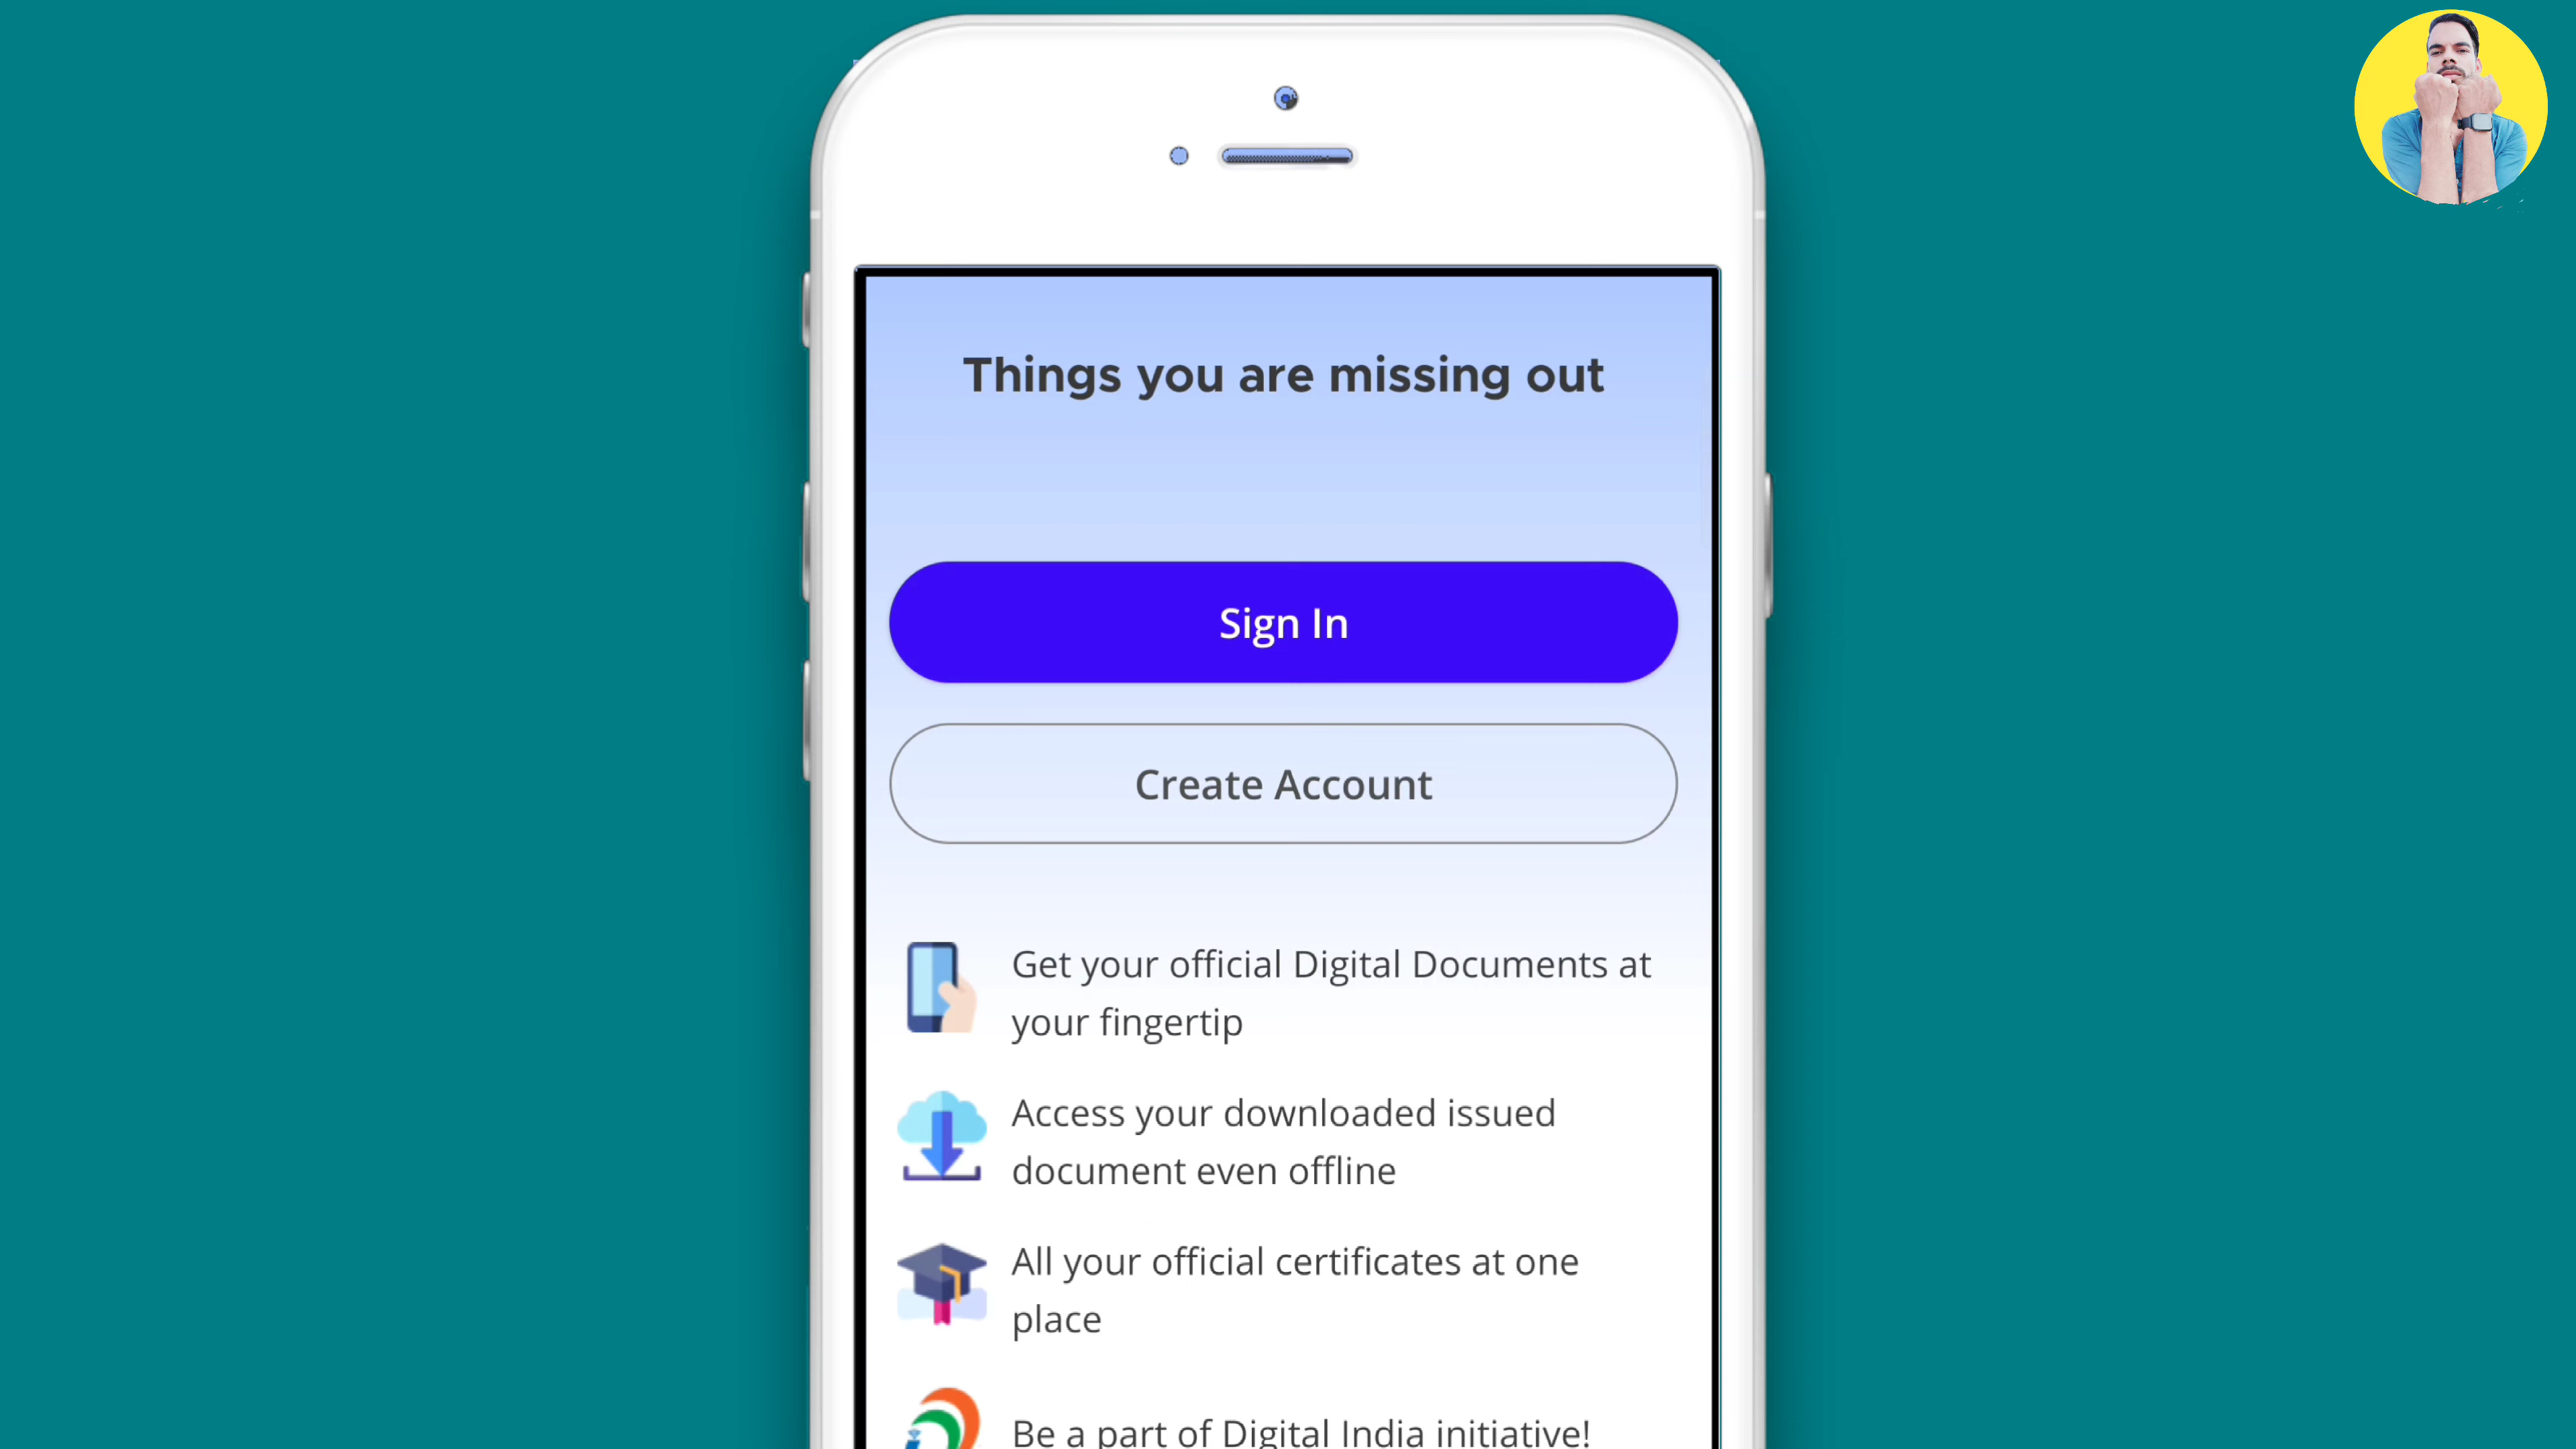 Things you are missing out
Sign In
Create Account
Get your official Digital Documents at
your fingertip
Access your downloaded issued
document even offline
All your official certificates at one
place
Be a part of Digital India initiative!